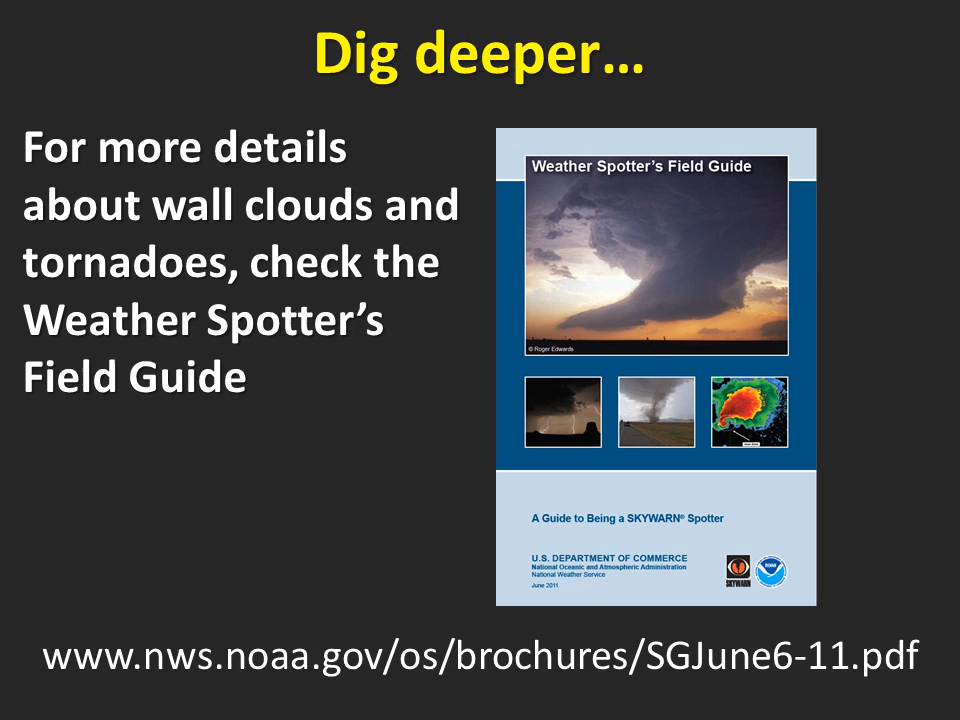 Dig deeper…
For more details
about wall clouds and
tornadoes, check the
Weather Spotter’s
Field Guide
Weather Spotter’s Field Guide
© Roger Edwards
A Guide to Being a SKYWARN® Spotter
U.S. DEPARTMENT OF COMMERCE
National Oceanic and Atmospheric Administration
National Weather Service
June 2011
SKYWARN
NOAA
www.nws.noaa.gov/os/brochures/SGJune6-11.pdf